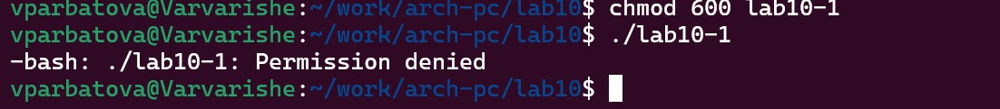 vparbatova@Varvarishe:~/work/arch-pc/lab10$ chmod 600 lab10-1
vparbatova@Varvarishe:~/work/arch-pc/lab10$ ./lab10-1
-bash: ./lab10-1: Permission denied
vparbatova@Varvarishe:~/work/arch-pc/lab10$